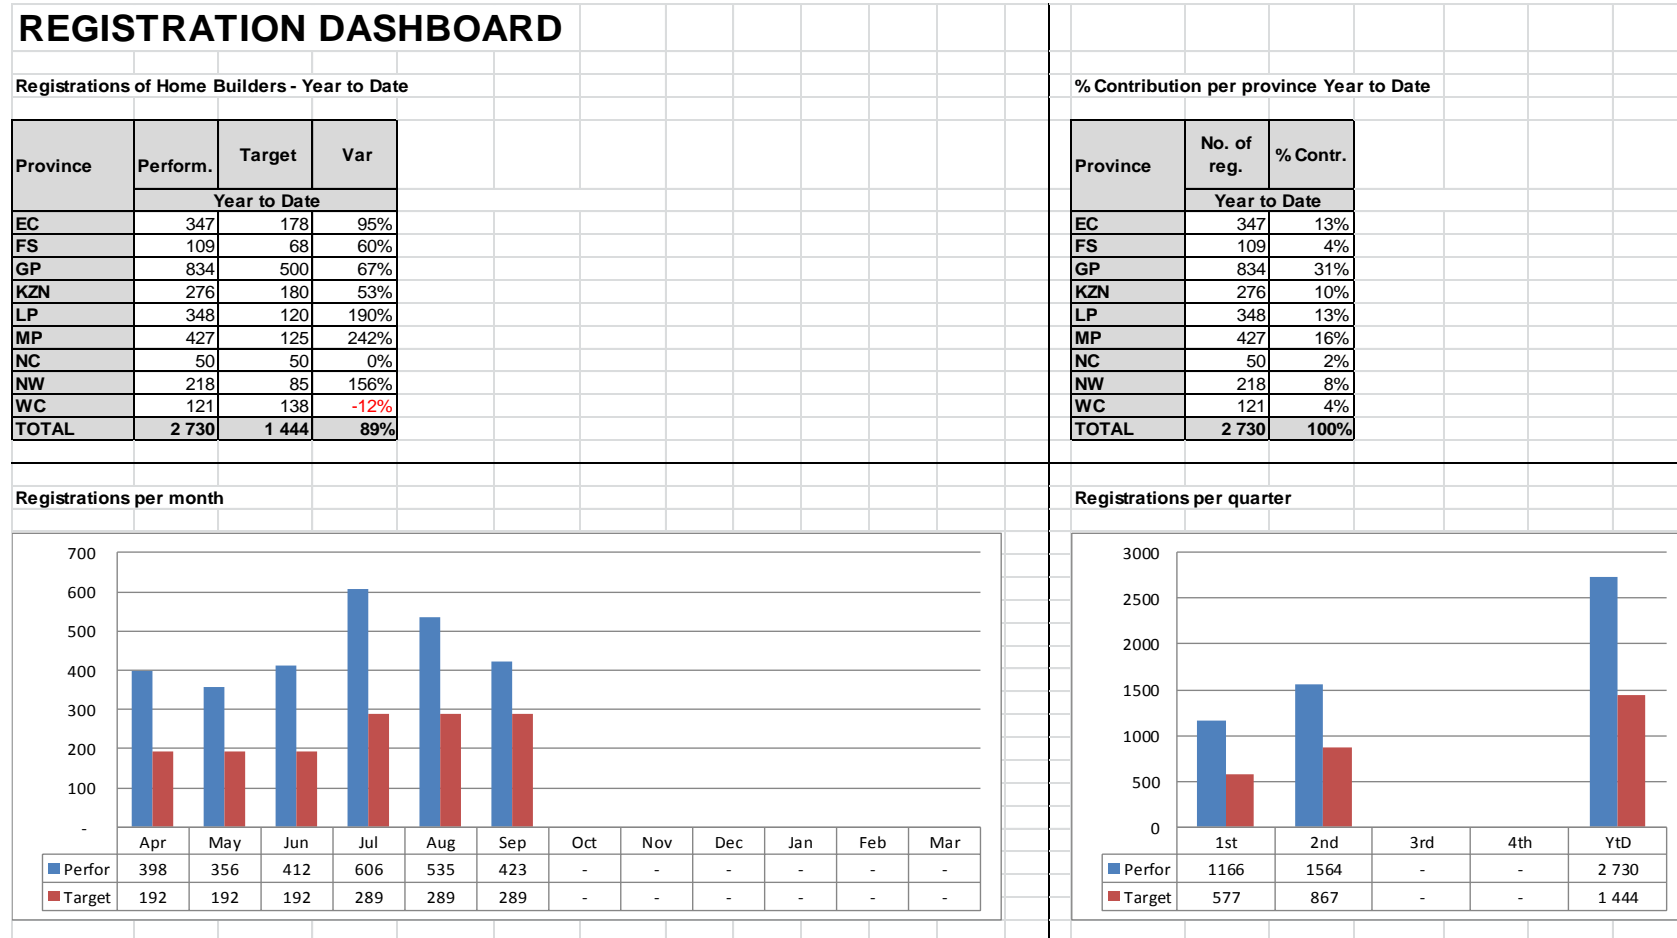 REGISTRATION DASHBOARD
Registrations of Home Builders - Year to Date
Province Perform. Target Var
Year to Date
EC 347 178 95%
FS 109 68 60%
GP 834 500 67%
KZN 276 180 53%
LP 348 120 190%
MP 427 125 242%
NC 50 50 0%
NW 218 85 156%
WC 121 138 -12%
TOTAL 2 730 1 444 89%
% Contribution per province Year to Date
Province No. of reg. % Contr.
Year to Date
EC 347 13%
FS 109 4%
GP 834 31%
KZN 276 10%
LP 348 13%
MP 427 16%
NC 50 2%
NW 218 8%
WC 121 4%
TOTAL 2 730 100%
Registrations per month
700
600
500
400
300
200
100
-
Apr May Jun Jul Aug Sep Oct Nov Dec Jan Feb Mar
Perfor 398 356 412 606 535 423 - - - - - -
Target 192 192 192 289 289 289 - - - - - -
Registrations per quarter
3000
2500
2000
1500
1000
500
0
1st 2nd 3rd 4th YtD
Perfor 1166 1564 - - 2 730
Target 577 867 - - 1 444